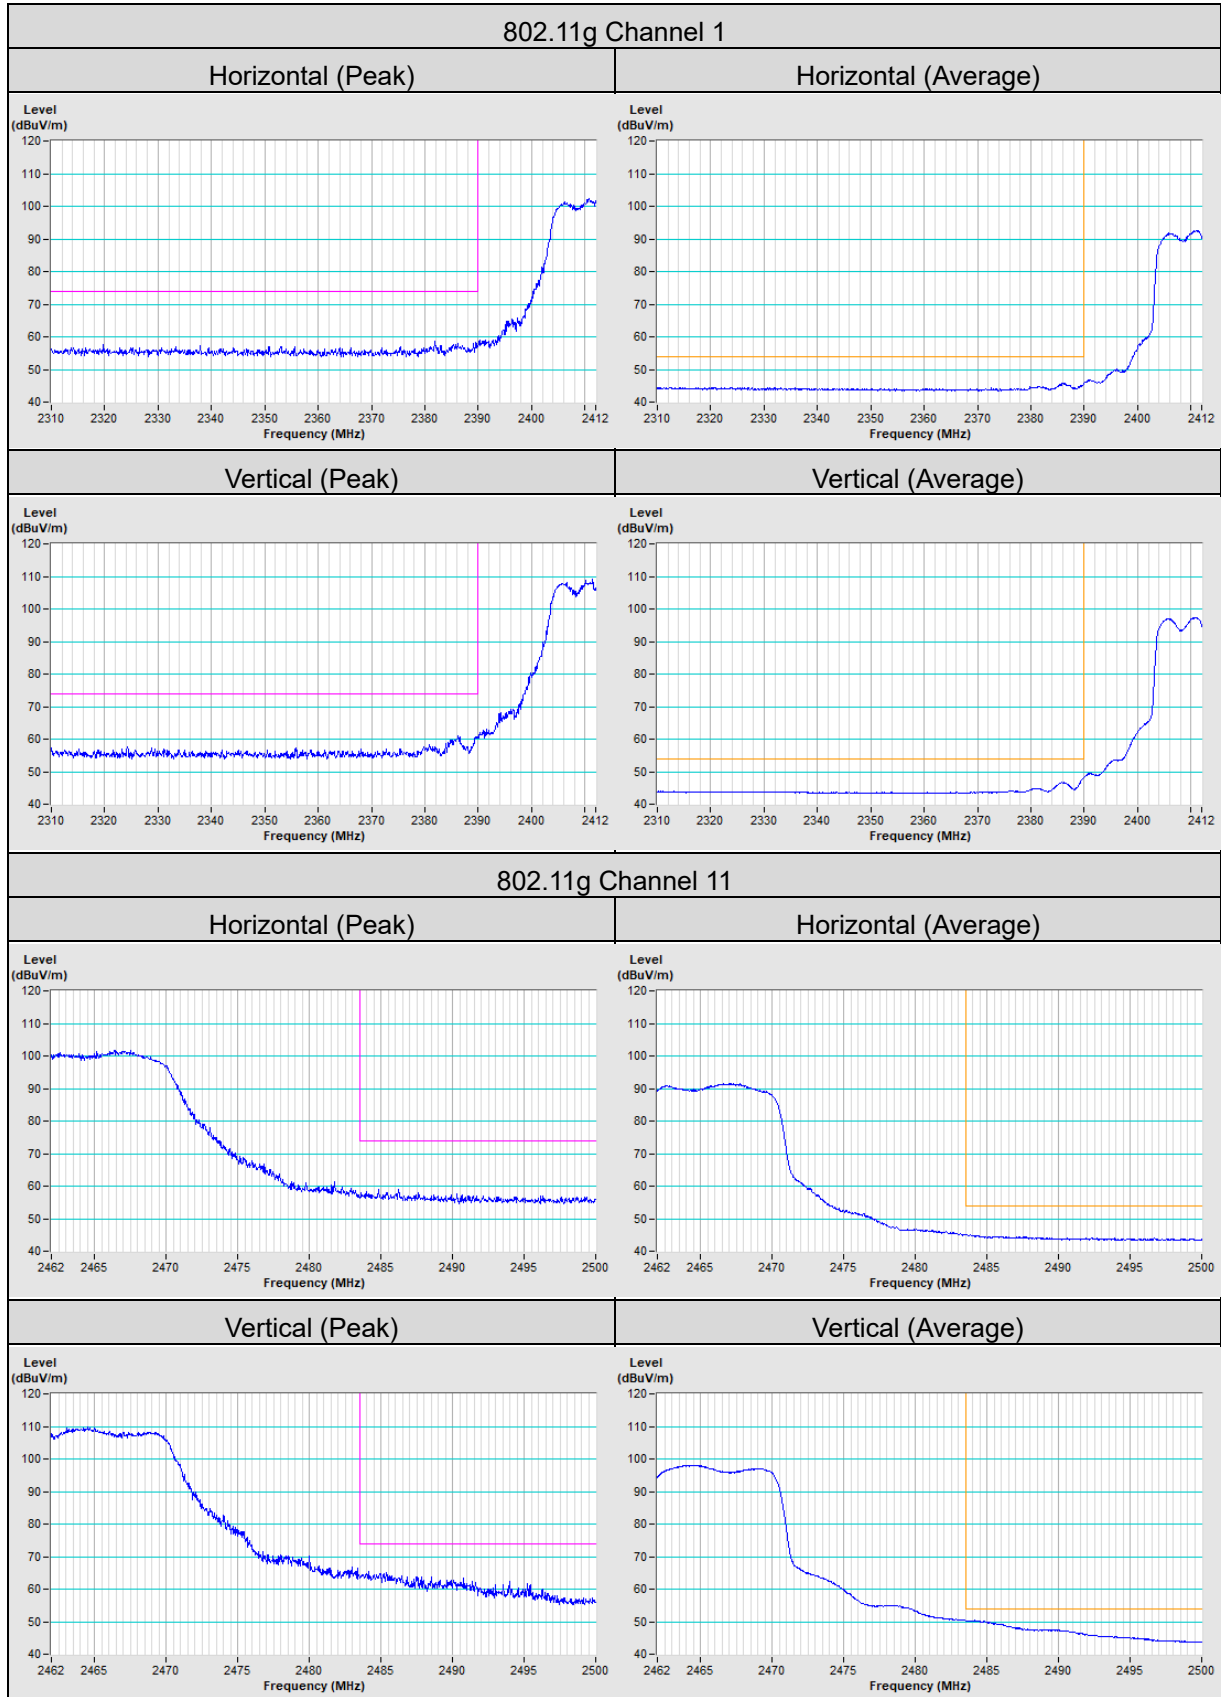 802.11g Channel 1
Horizontal (Peak) Horizontal (Average)
Level Level
(dBuV/m) (dBuV/m)
120 120
110 110
100 100
90 90
80 80
70 70
60 60
50 50
40 40
2310 2320 2330 2340 2350 2360 2370 2380 2390 2400 2412 2310 2320 2330 2340 2350 2360 2370 2380 2390 2400 2412
Frequency (MHz) Frequency (MHz)
Vertical (Peak) Vertical (Average)
Level Level
(dBuV/m) (dBuV/m)
120 120
110 110
100 100
90 90
80 80
70 70
60 60
50 50
40 40
2310 2320 2330 2340 2350 2360 2370 2380 2390 2400 2412 2310 2320 2330 2340 2350 2360 2370 2380 2390 2400 2412
Frequency (MHz) Frequency (MHz)
802.11g Channel 11
Horizontal (Peak) Horizontal (Average)
Level Level
(dBuV/m) (dBuV/m)
120 120
110 110
100 100
90 90
80 80
70 70
60 60
50 50
40 40
2462 2465 2470 2475 2480 2485 2490 2495 2500 2462 2465 2470 2475 2480 2485 2490 2495 2500
Frequency (MHz) Frequency (MHz)
Vertical (Peak) Vertical (Average)
Level Level
(dBuV/m) (dBuV/m)
120 120
110 110
100 100
90 90
80 80
70 70
60 60
50 50
40 40
2462 2465 2470 2475 2480 2485 2490 2495 2500 2462 2465 2470 2475 2480 2485 2490 2495 2500
Frequency (MHz) Frequency (MHz)